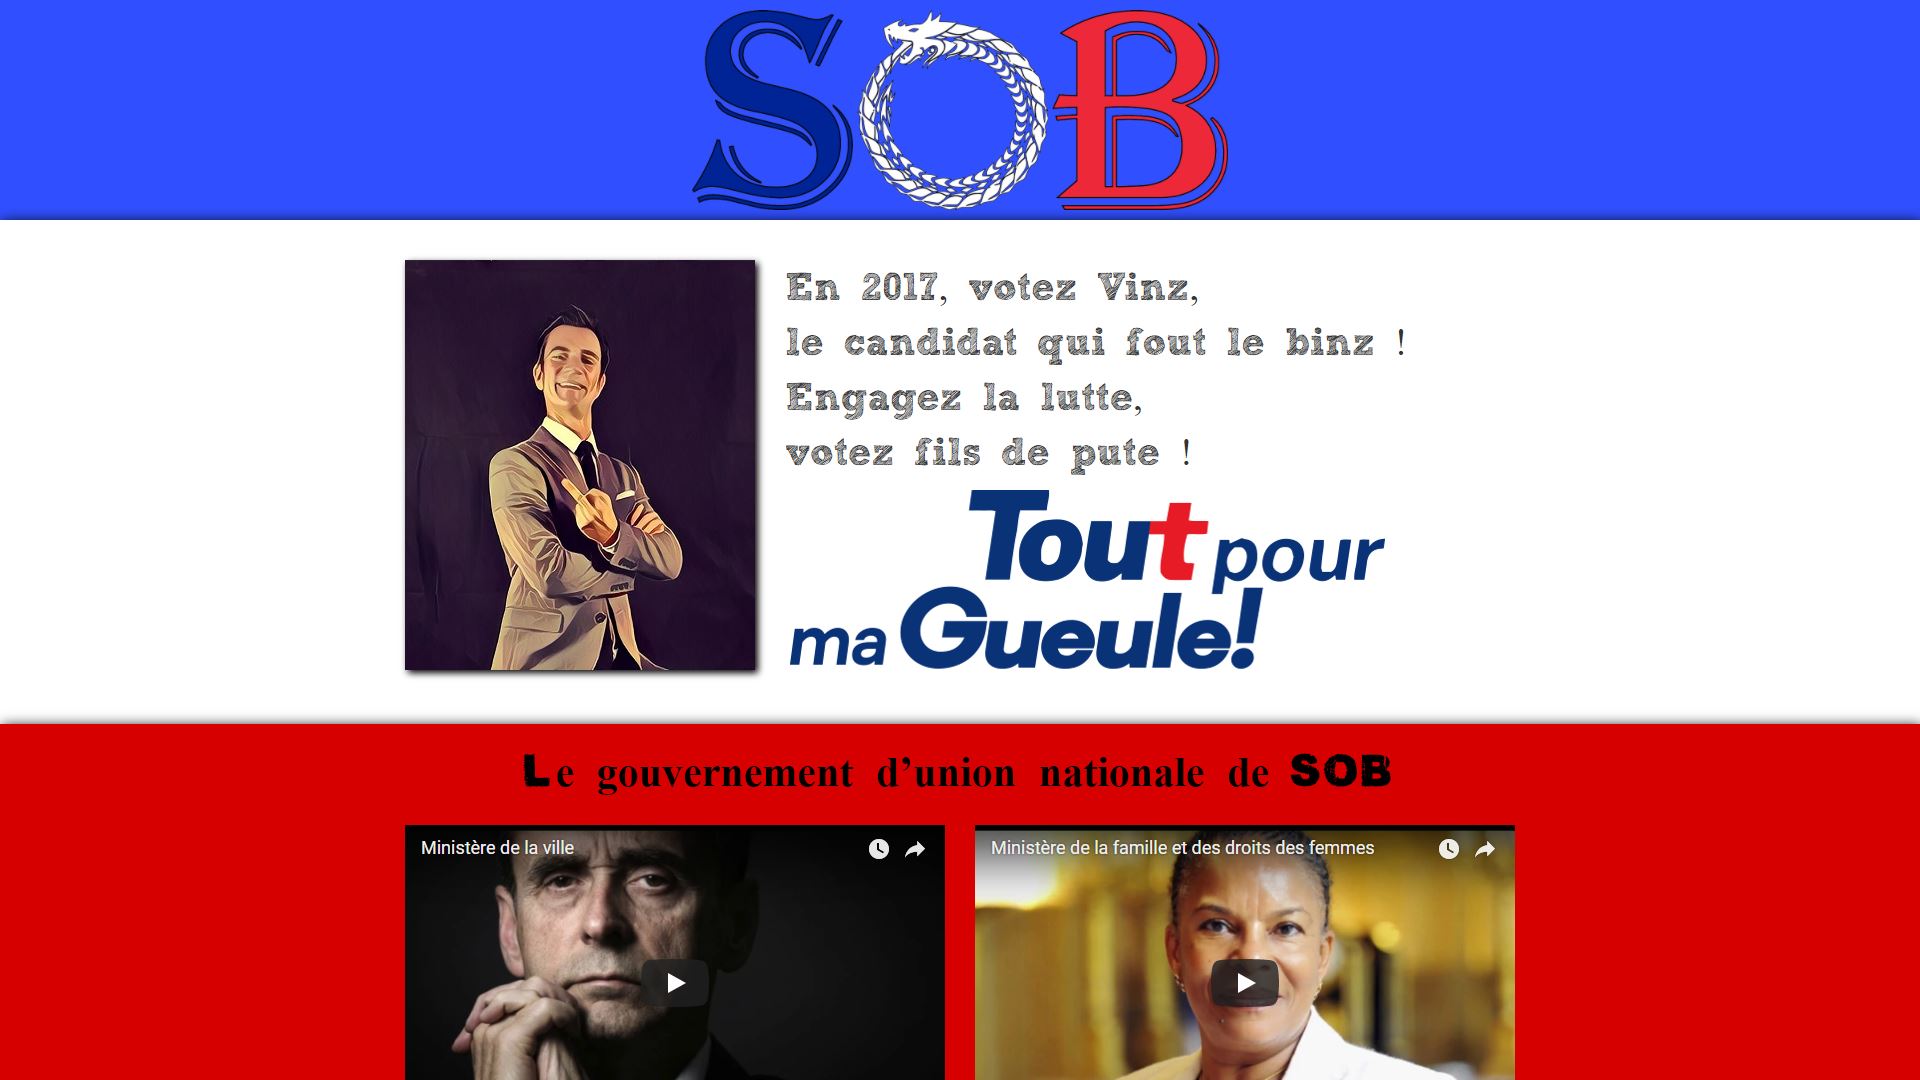 SOB
En 2017, votez Vinz,
le candidat qui fout le binz !
Engagez la lutte,
votez fils de pute !
Tout pour
ma Gueule!
Le gouvernement d’union nationale de SOB
Ministère de la ville
Ministère de la famille et des droits des femmes